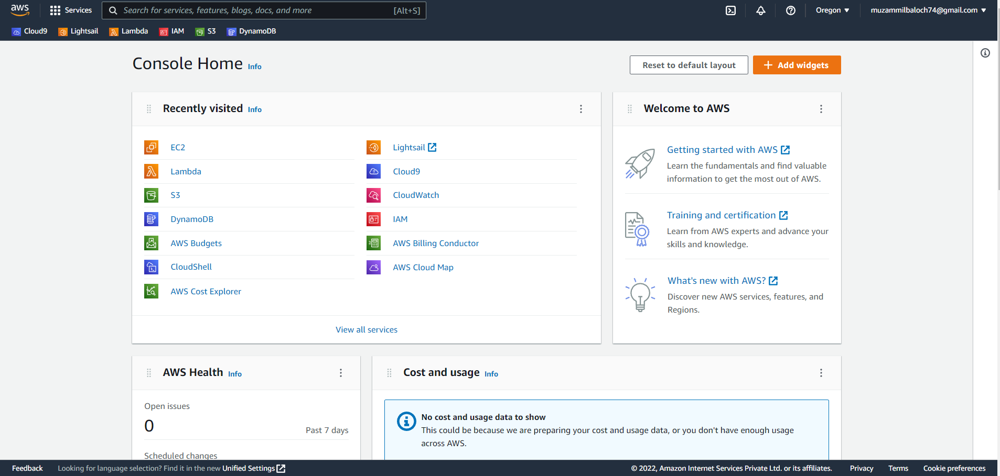 aws
Services
Search for services, features, blogs, docs, and more
[Alt+S]
Oregon
muzammilbaloch74@gmail.com
Cloud9
Lightsail
Lambda
IAM
S3
DynamoDB
Console Home Info
Reset to default layout
Add widgets
Recently visited Info
EC2
Lambda
S3
DynamoDB
AWS Budgets
CloudShell
AWS Cost Explorer
Lightsail
Cloud9
CloudWatch
IAM
AWS Billing Conductor
AWS Cloud Map
View all services
Welcome to AWS
Getting started with AWS
Learn the fundamentals and find valuable
information to get the most out of AWS.
Training and certification
Learn from AWS experts and advance your
skills and knowledge.
What's new with AWS?
Discover new AWS services, features, and
Regions.
AWS Health Info
Open issues
0
Past 7 days
Scheduled changes
Cost and usage Info
No cost and usage data to show
This could be because we are preparing your cost and usage data, or you don't have enough usage
across AWS.
Feedback
Looking for language selection? Find it in the new Unified Settings
© 2022, Amazon Internet Services Private Ltd. or its affiliates.
Privacy
Terms
Cookie preferences